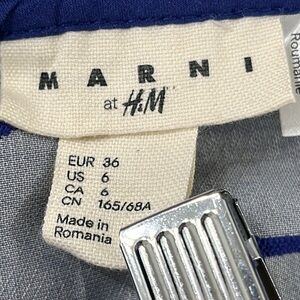 MARNI
at H&M
EUR 36
US 6
CA 6
CN 165/68A
Made in
Romania
Roumanie